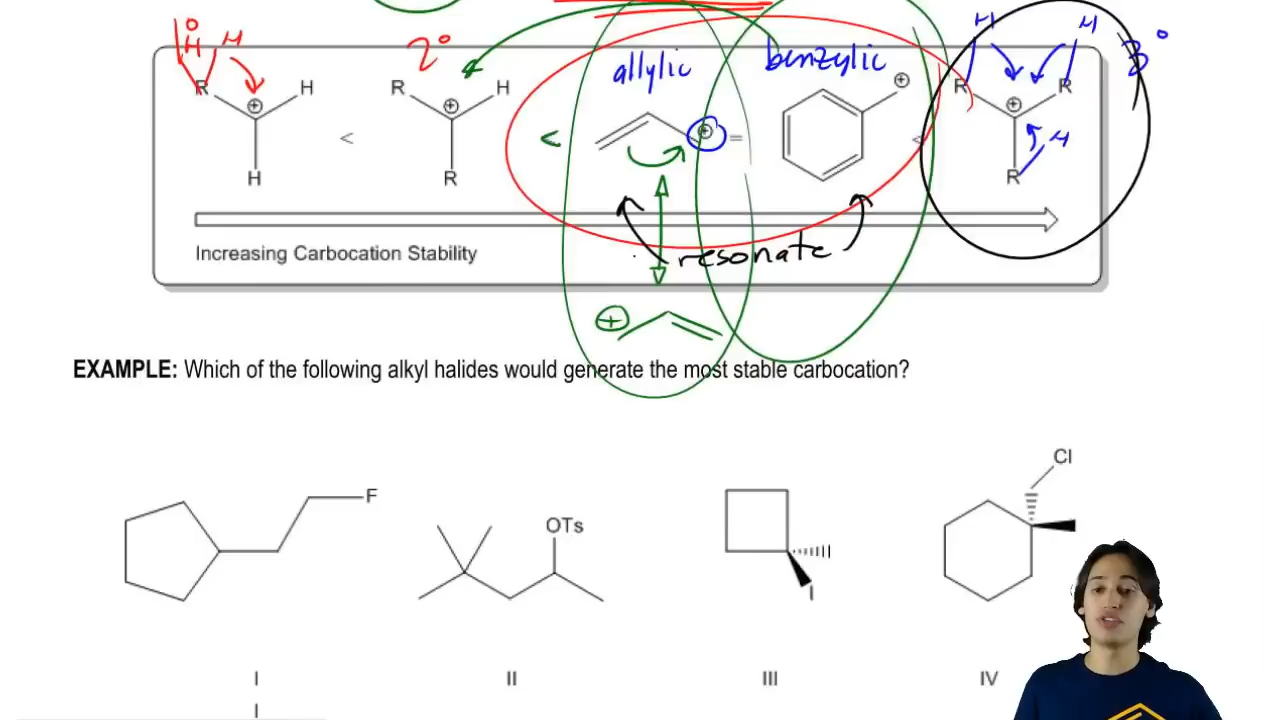 1° 2° allylic benzylic 3°
H H H H
R H R H R R
⊕ ⊕ ⊕ ⊕ ⊕
< < = <
H R R H
Increasing Carbocation Stability
resonate
⊕
EXAMPLE: Which of the following alkyl halides would generate the most stable carbocation?
Cl
F
OTs
I
I II III IV
I